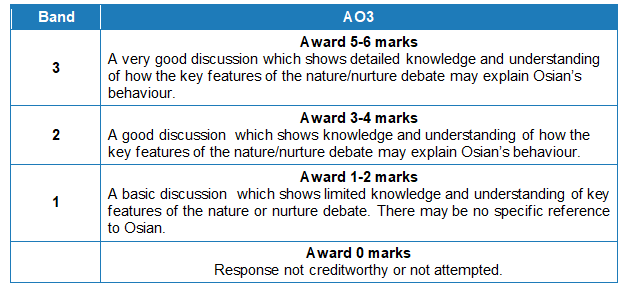 Band AO3
Award 5-6 marks
3 A very good discussion which shows detailed knowledge and understanding
of how the key features of the nature/nurture debate may explain Osian's
behaviour.
Award 3-4 marks
2 A good discussion which shows knowledge and understanding of how the
key features of the nature/nurture debate may explain Osian's behaviour.
Award 1-2 marks
1 A basic discussion which shows limited knowledge and understanding of key
features of the nature or nurture debate. There may be no specific reference
to Osian.
Award 0 marks
Response not creditworthy or not attempted.